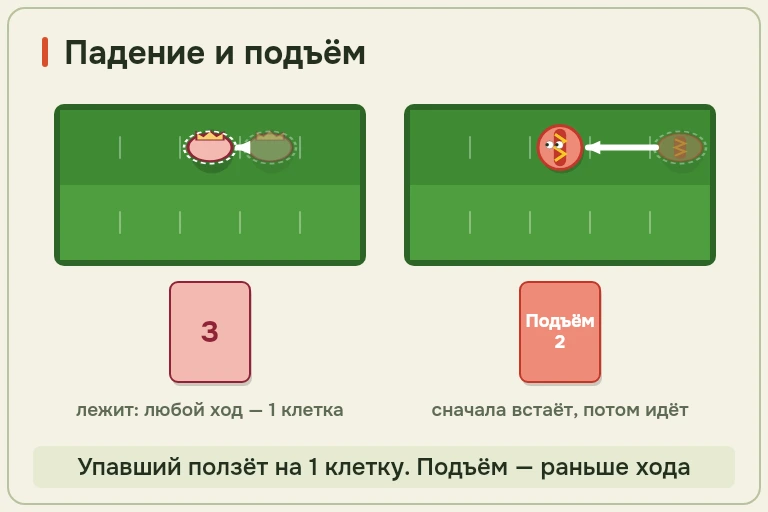 Падение и подъём
3
Подъём
2
лежит: любой ход — 1 клетка
сначала встаёт, потом идёт
Упавший ползёт на 1 клетку. Подъём — раньше хода